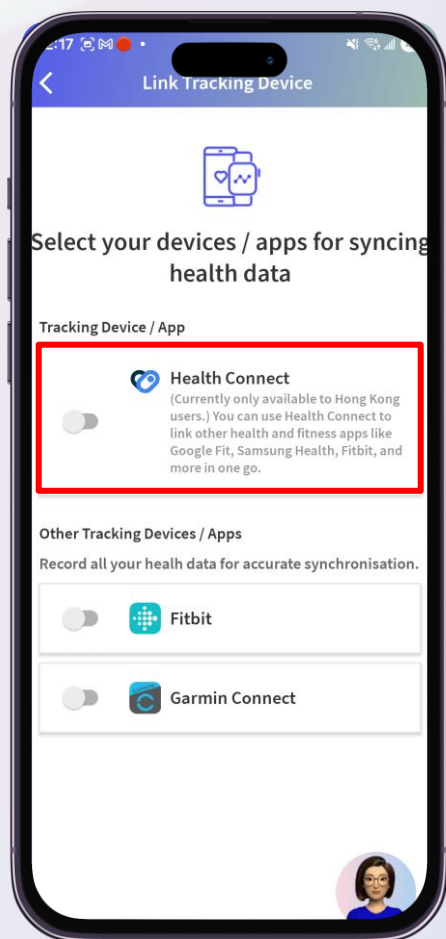 :17
Link Tracking Device
Select your devices / apps for syncing
health data
Tracking Device / App
Health Connect
(Currently only available to Hong Kong
users.) You can use Health Connect to
link other health and fitness apps like
Google Fit, Samsung Health, Fitbit, and
more in one go.
Other Tracking Devices / Apps
Record all your healh data for accurate synchronisation.
Fitbit
Garmin Connect